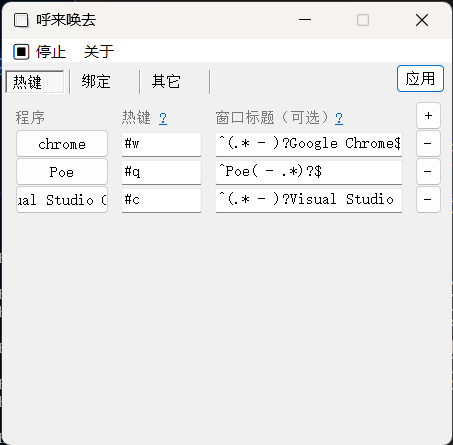 呼来唤去
停止 关于
热键 绑定 其它 应用
程序 热键 ? 窗口标题（可选）? +
chrome #w ^(.* - )?Google Chrome$ -
Poe #q ^Poe( - .*)?$ -
ual Studio #c ^(.* - )?Visual Studio -